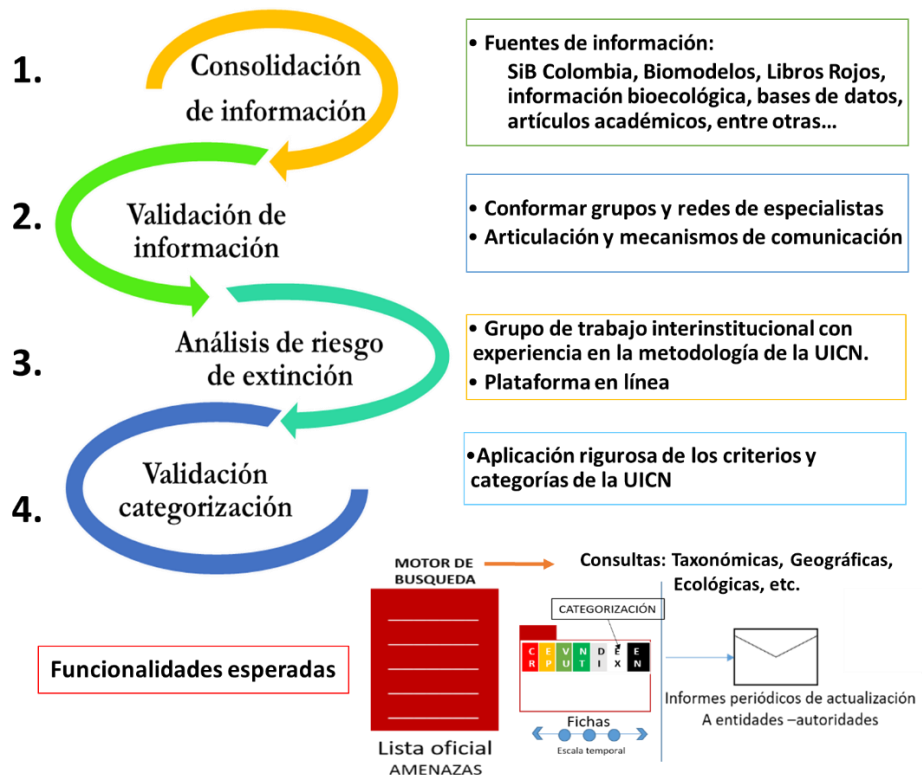 1.
Consolidación
de información
• Fuentes de información:
SiB Colombia, Biomodelos, Libros Rojos,
información bioecológica, bases de datos,
artículos académicos, entre otras...
2.
Validación de
información
• Conformar grupos y redes de especialistas
• Articulación y mecanismos de comunicación
3.
Análisis de riesgo
de extinción
• Grupo de trabajo interinstitucional con
experiencia en la metodología de la UICN.
• Plataforma en línea
4.
Validación
categorización
•Aplicación rigurosa de los criterios y
categorías de la UICN
Funcionalidades esperadas
MOTOR DE
BUSQUEDA
Consultas: Taxonómicas, Geográficas,
Ecológicas, etc.
CATEGORIZACIÓN
C E V N D E E
R P U T I X N
Fichas
Escala temporal
Lista oficial
AMENAZAS
Informes periódicos de actualización
A entidades –autoridades